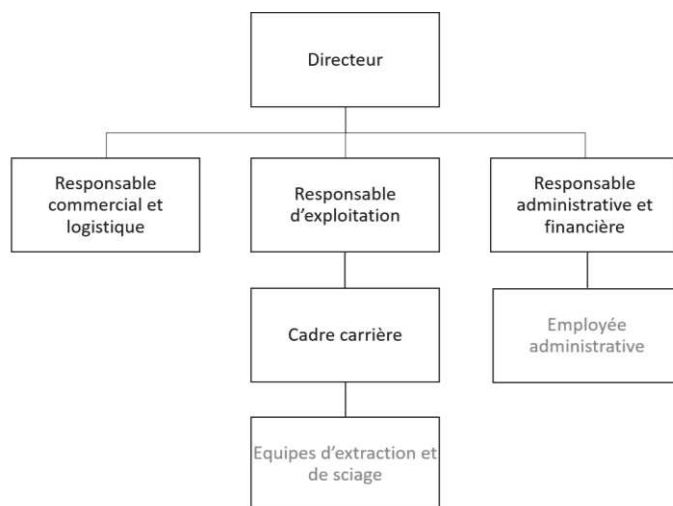 Directeur
Responsable
commercial et
logistique
Responsable
d'exploitation
Responsable
administrative et
financière
Cadre carrière
Employée
administrative
Equipes d'extraction et
de sciage